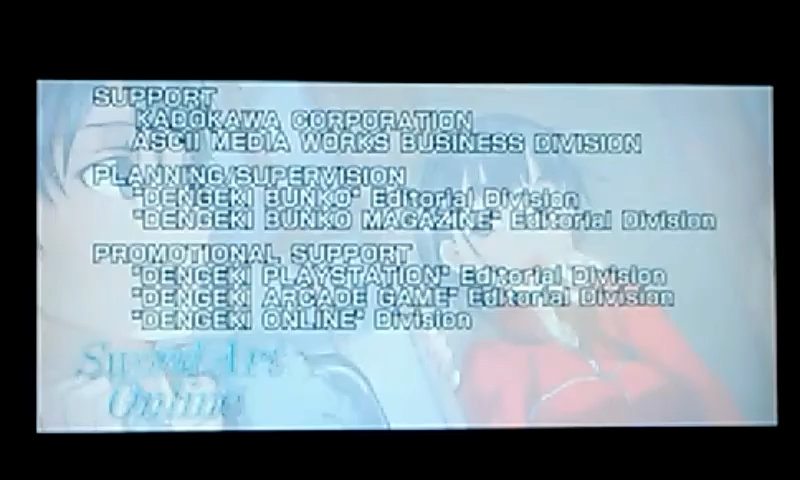 SUPPORT
KADOKAWA CORPORATION
ASCII MEDIA WORKS BUSINESS DIVISION
PLANNING/SUPERVISION
"DENGEKI BUNKO" Editorial Division
"DENGEKI BUNKO MAGAZINE" Editorial Division
PROMOTIONAL SUPPORT
"DENGEKI PLAYSTATION" Editorial Division
"DENGEKI ARCADE GAME" Editorial Division
"DENGEKI ONLINE" Division
Sword Art
Online